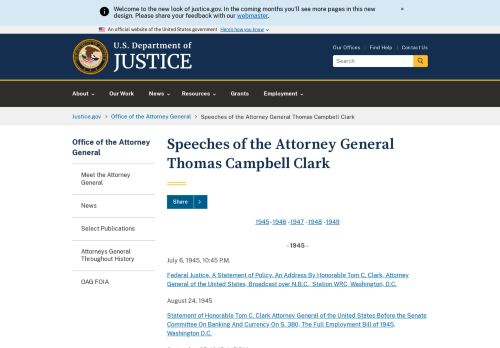 Welcome to the new look of justice.gov. In the coming months you'll see more pages in this new
design. Please share your feedback with our webmaster.
×
An official website of the United States government Here's how you know
U.S. Department of
JUSTICE
Our Offices | Find Help | Contact Us
Search
About
Our Work
News
Resources
Grants
Employment
Justice.gov > Office of the Attorney General > Speeches of the Attorney General Thomas Campbell Clark
Office of the Attorney
General
Meet the Attorney
General
News
Select Publications
Attorneys General
Throughout History
OAG FOIA
Speeches of the Attorney General
Thomas Campbell Clark
Share >
1945 - 1946 - 1947 - 1948 - 1949
- 1945 -
July 6, 1945, 10:45 P.M.
Federal Justice, A Statement of Policy, An Address By Honorable Tom C. Clark, Attorney
General of the United States, Broadcast over N.B.C., Station WRC, Washington, D.C.
August 24, 1945
Statement of Honorable Tom C. Clark Attorney General of the United States Before the Senate
Committee On Banking And Currency On S. 380, The Full Employment Bill of 1945,
Washington D.C.